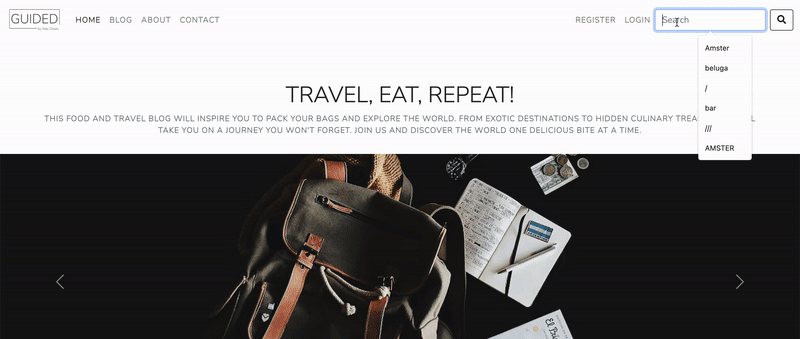 GUIDED
HOME BLOG ABOUT CONTACT
REGISTER LOGIN Search
Amster
beluga
/
bar
///
AMSTER
TRAVEL, EAT, REPEAT!
THIS FOOD AND TRAVEL BLOG WILL INSPIRE YOU TO PACK YOUR BAGS AND EXPLORE THE WORLD. FROM EXOTIC DESTINATIONS TO HIDDEN CULINARY TREA L
TAKE YOU ON A JOURNEY YOU WON'T FORGET. JOIN US AND DISCOVER THE WORLD ONE DELICIOUS BITE AT A TIME.